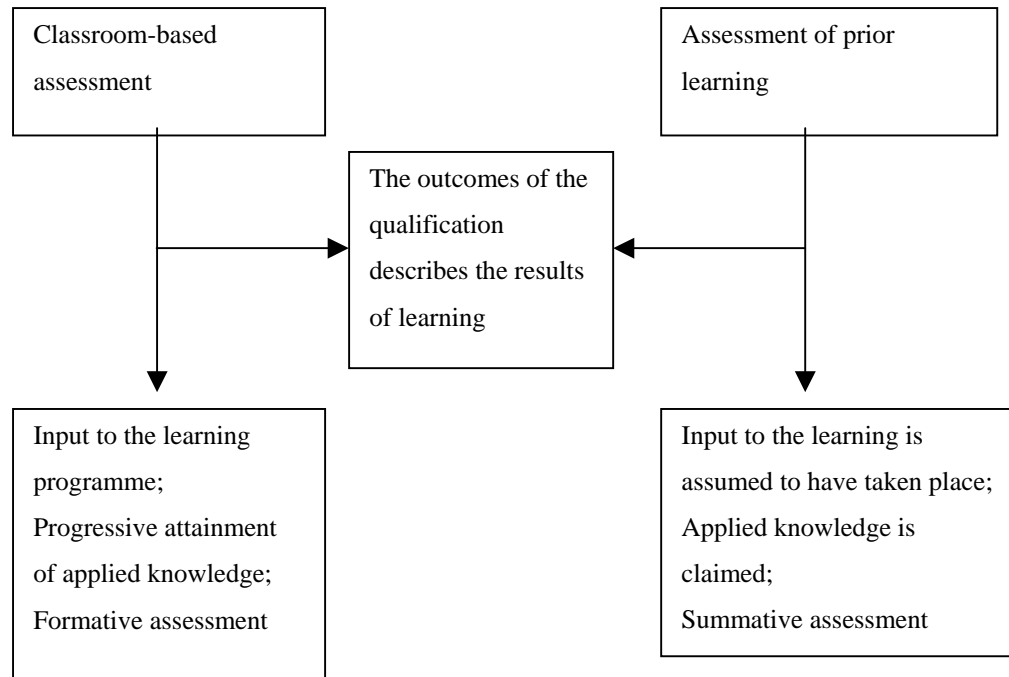 Classroom-based
assessment
Assessment of prior
learning
The outcomes of the
qualification
describes the results
of learning
Input to the learning
programme;
Progressive attainment
of applied knowledge;
Formative assessment
Input to the learning is
assumed to have taken place;
Applied knowledge is
claimed;
Summative assessment